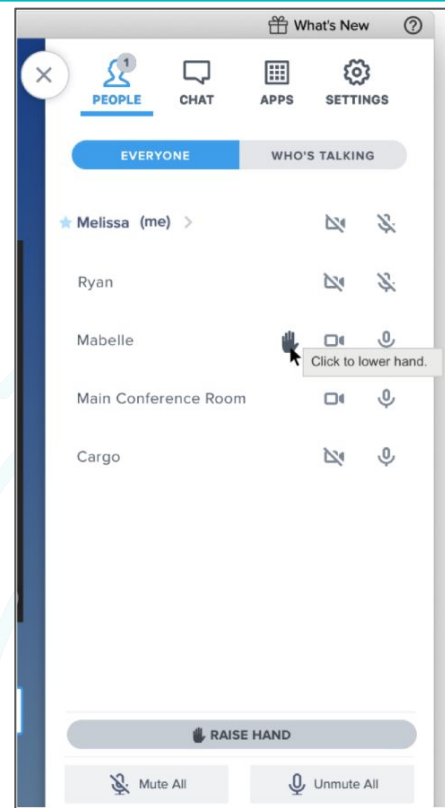 What's New
1
PEOPLE CHAT APPS SETTINGS
EVERYONE WHO'S TALKING
Melissa (me)
Ryan
Mabelle
Click to lower hand.
Main Conference Room
Cargo
RAISE HAND
Mute All Unmute All